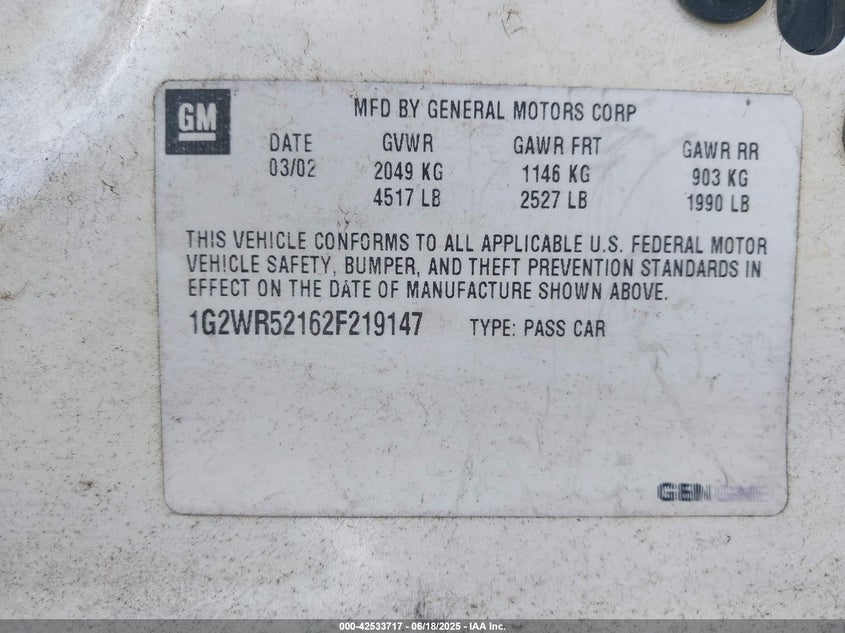 GM
MFD BY GENERAL MOTORS CORP
DATE GVWR GAWR FRT GAWR RR
03/02 2049 KG 1146 KG 903 KG
4517 LB 2527 LB 1990 LB
THIS VEHICLE CONFORMS TO ALL APPLICABLE U.S. FEDERAL MOTOR
VEHICLE SAFETY, BUMPER, AND THEFT PREVENTION STANDARDS IN
EFFECT ON THE DATE OF MANUFACTURE SHOWN ABOVE.
1G2WR52162F219147 TYPE: PASS CAR
000-42533717 - 06/18/2025 - IAA Inc.